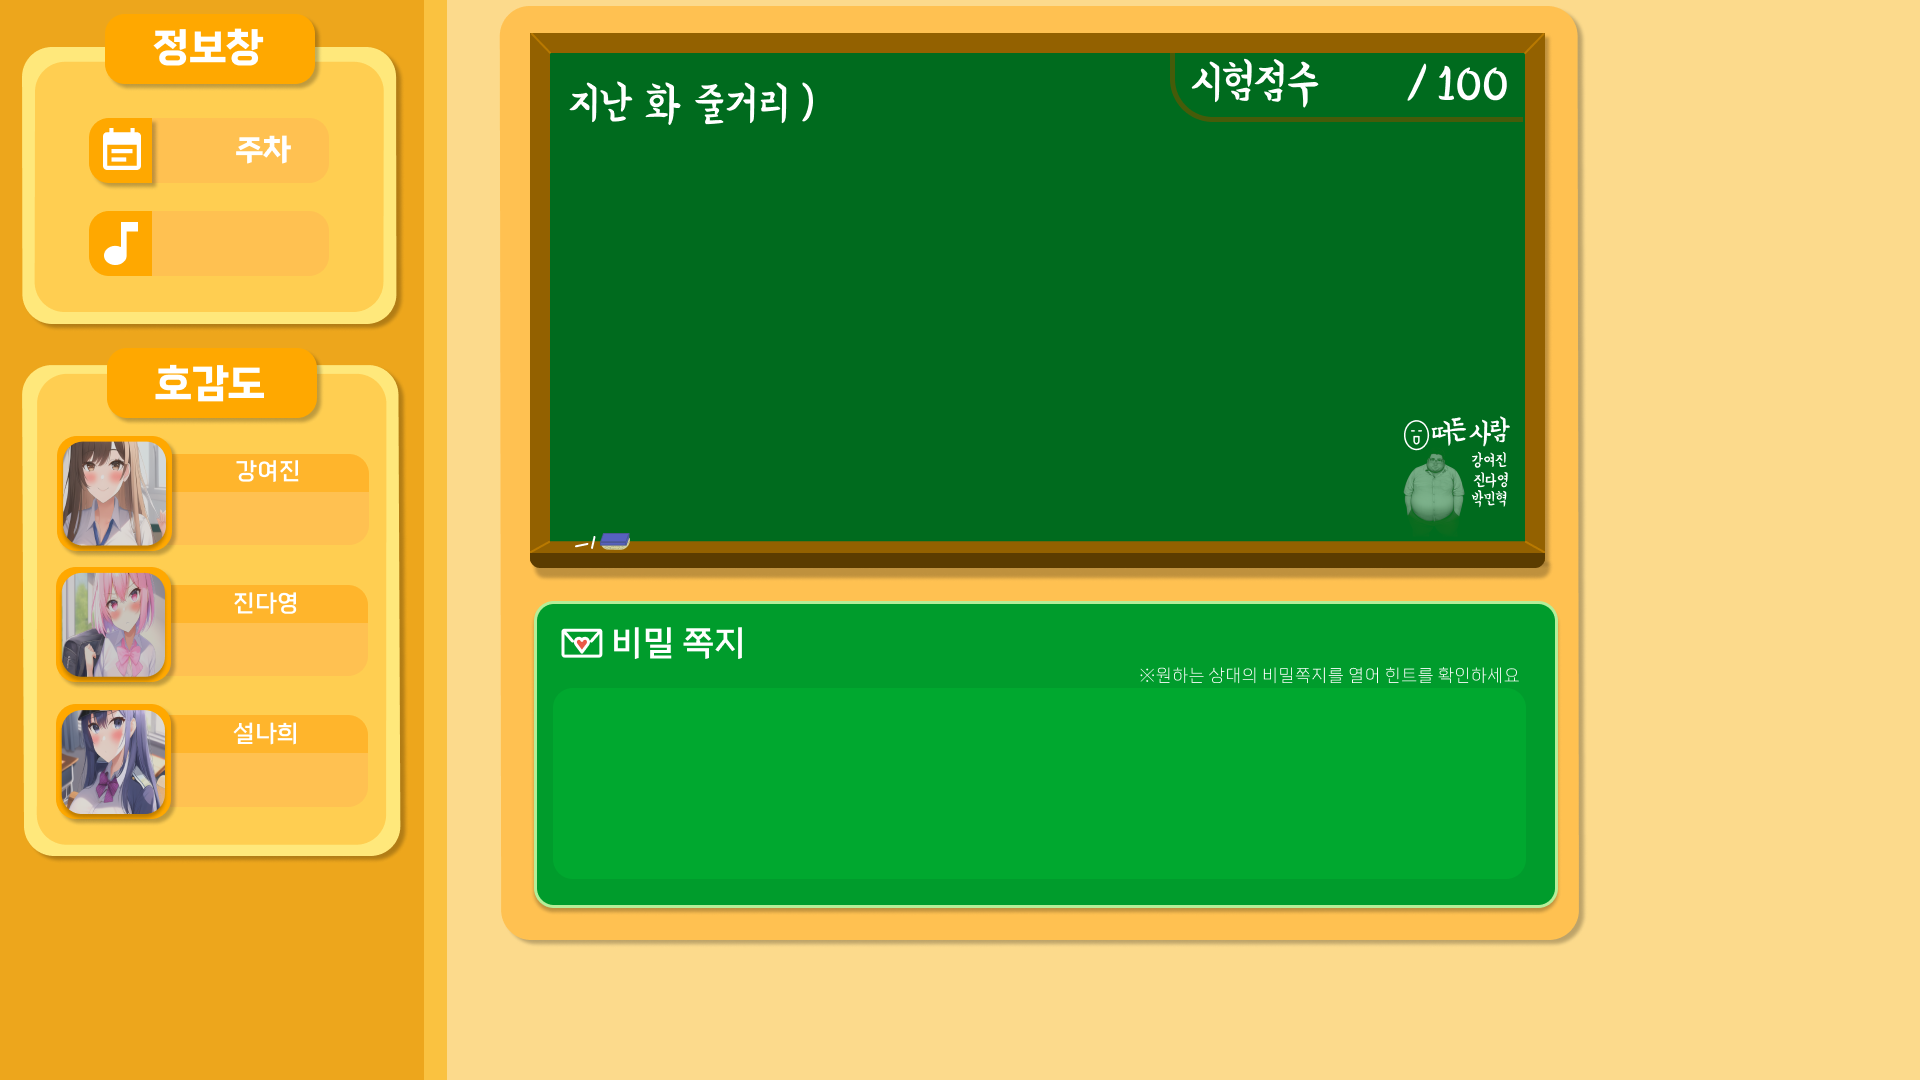 정보창
주차
호감도
강여진
진다영
설나희
지난 화 줄거리 )
시험점수 / 100
떠든 사람
강여진
진다영
박민혁
비밀 쪽지
※원하는 상대의 비밀쪽지를 열어 힌트를 확인하세요